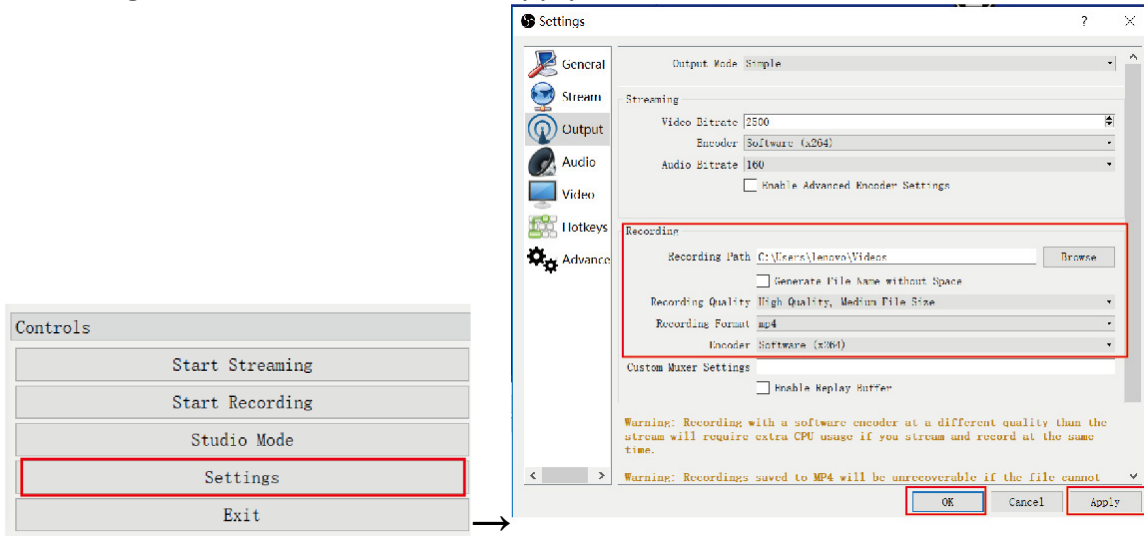 Controls
Start Streaming
Start Recording
Studio Mode
Settings
Exit
→
Settings
? ×
General
Stream
Output
Audio
Video
Hotkeys
Advance
Output Mode Simple
Streaming
Video Bitrate 2500
Encoder Software (x264)
Audio Bitrate 160
Enable Advanced Encoder Settings
Recording
Recording Path C:\Users\lenovo\Videos Browse
Generate File Name without Space
Recording Quality High Quality, Medium File Size
Recording Format mp4
Encoder Software (x264)
Custom Muxer Settings
Enable Replay Buffer
Warning: Recording with a software encoder at a different quality than the
stream will require extra CPU usage if you stream and record at the same
time.
Warning: Recordings saved to MP4 will be unrecoverable if the file cannot
OK Cancel Apply